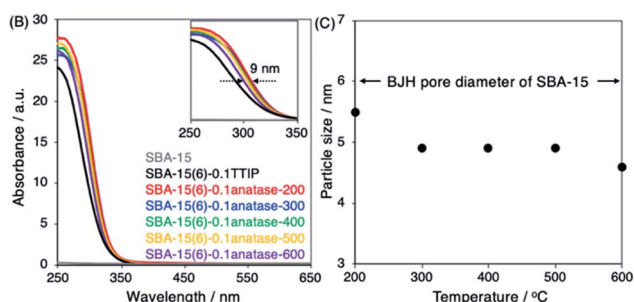 (B)
Absorbance / a.u.
30
25
20
15
10
5
0
250 350 450 550 650
Wavelength / nm
9 nm
250 300 350
SBA-15
SBA-15(6)-0.1TTIP
SBA-15(6)-0.1anatase-200
SBA-15(6)-0.1anatase-300
SBA-15(6)-0.1anatase-400
SBA-15(6)-0.1anatase-500
SBA-15(6)-0.1anatase-600
(C)
Particle size / nm
7
6
5
4
3
BJH pore diameter of SBA-15
200 300 400 500 600
Temperature / ºC